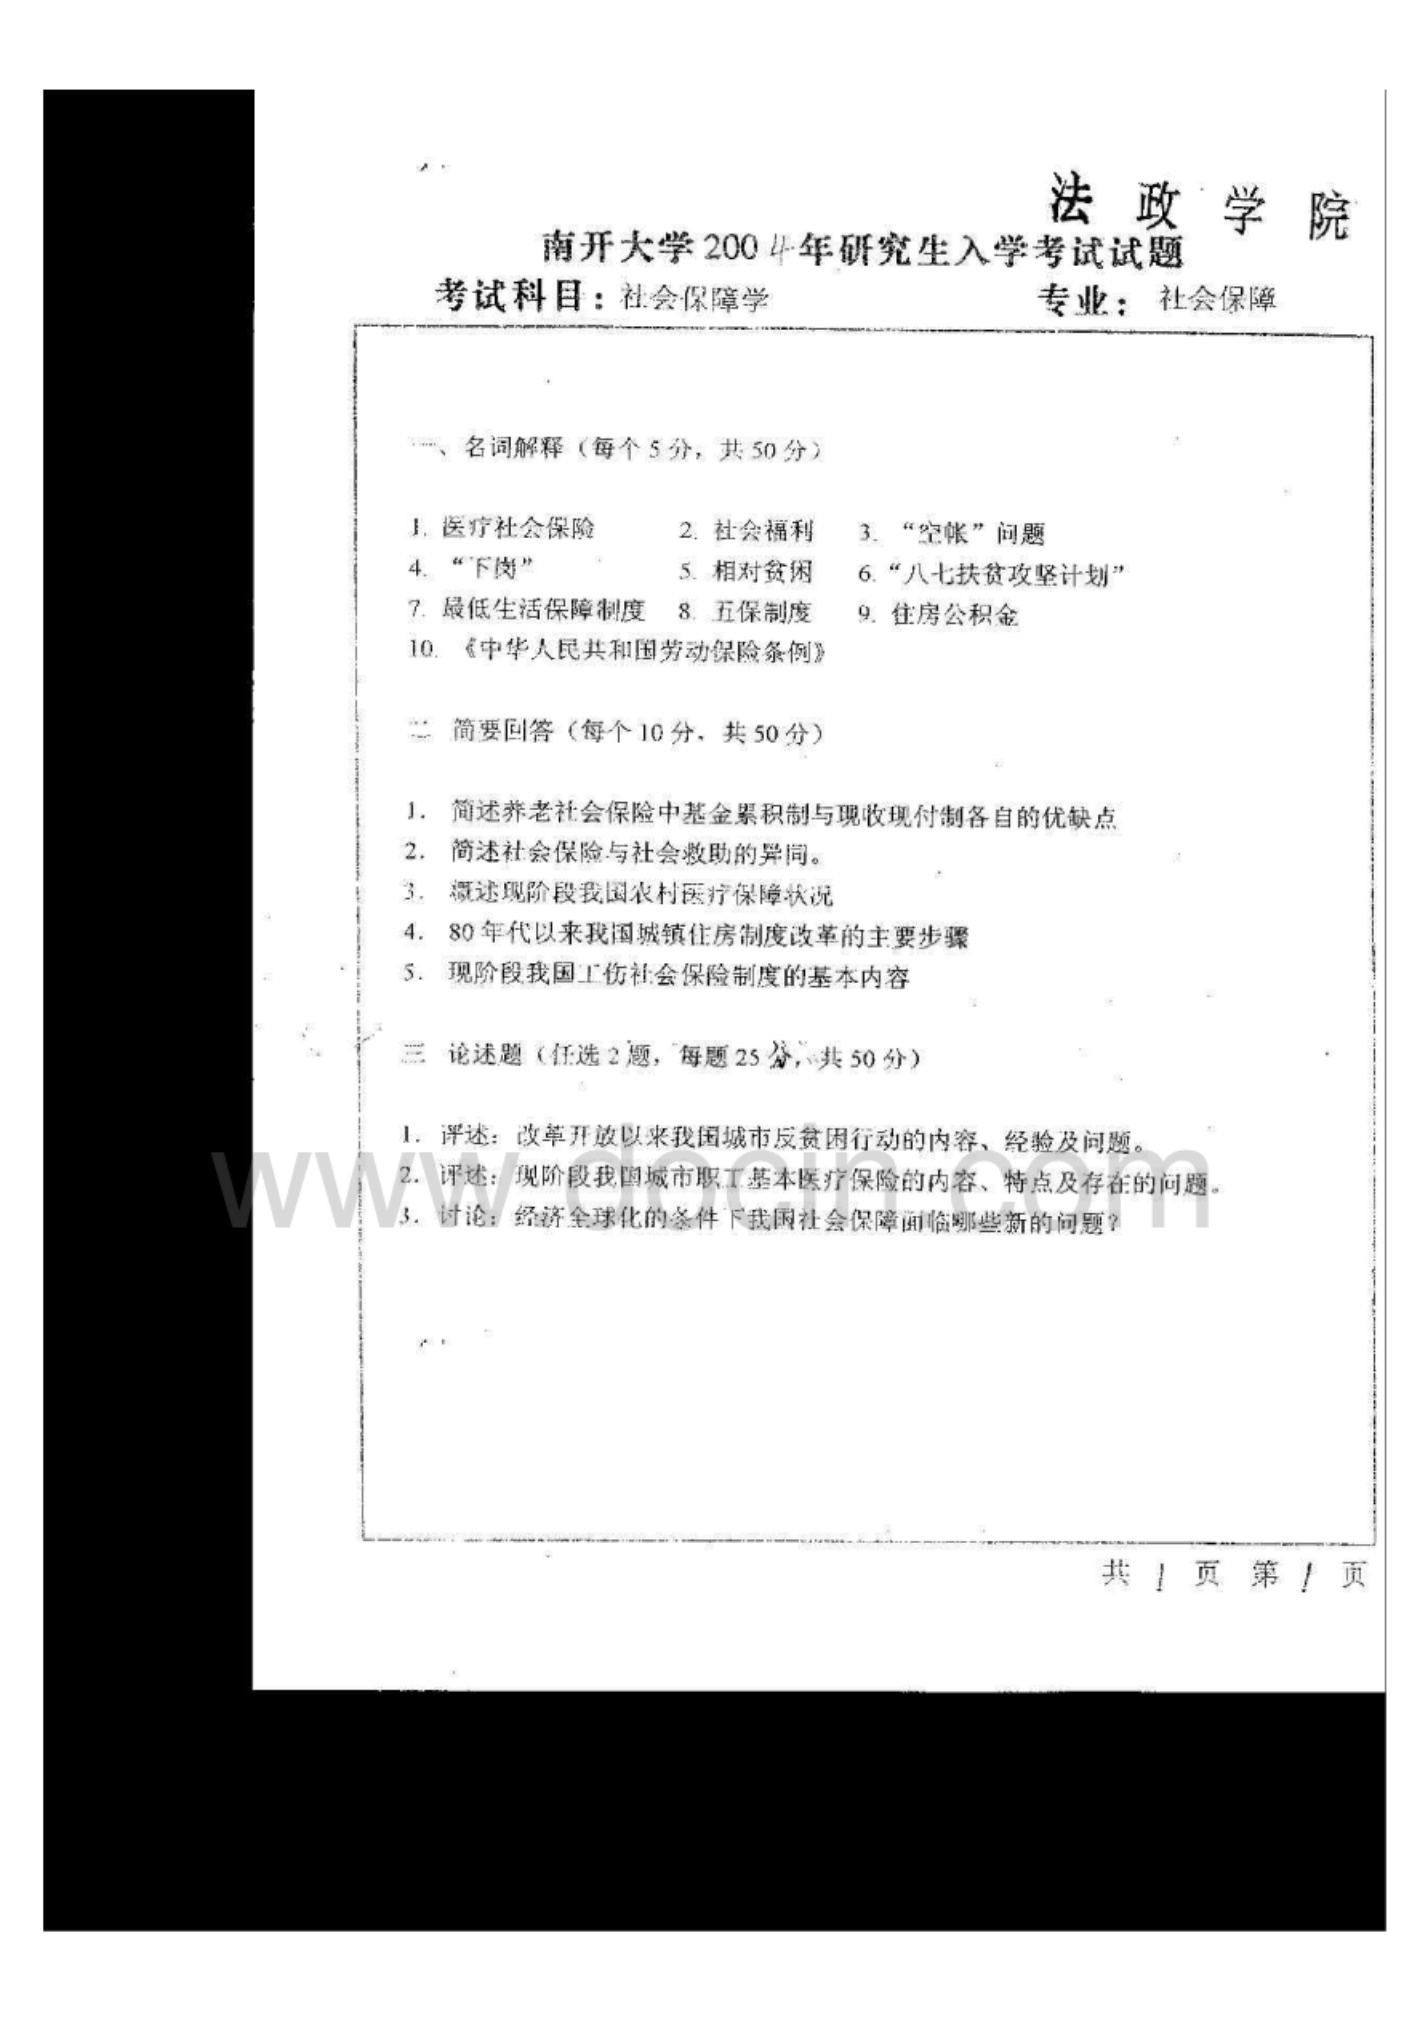 法政学院
南开大学2004年研究生入学考试试题
考试科目：社会保障学 专业：社会保障
一、名词解释（每个5分，共50分）
1. 医疗社会保险 2. 社会福利 3. “空帐”问题
4. “下岗” 5. 相对贫困 6. “八七扶贫攻坚计划”
7. 最低生活保障制度 8. 五保制度 9. 住房公积金
10. 《中华人民共和国劳动保险条例》
二 简要回答（每个10分，共50分）
1. 简述养老社会保险中基金累积制与现收现付制各自的优缺点
2. 简述社会保险与社会救助的异同。
3. 概述现阶段我国农村医疗保障状况
4. 80年代以来我国城镇住房制度改革的主要步骤
5. 现阶段我国工伤社会保险制度的基本内容
三 论述题（任选2题，每题25分，共50分）
1. 评述：改革开放以来我国城市反贫困行动的内容、经验及问题。
2. 评述：现阶段我国城市职工基本医疗保险的内容、特点及存在的问题。
3. 讨论：经济全球化的条件下我国社会保障面临哪些新的问题？
www.docin.com
共1页 第1页